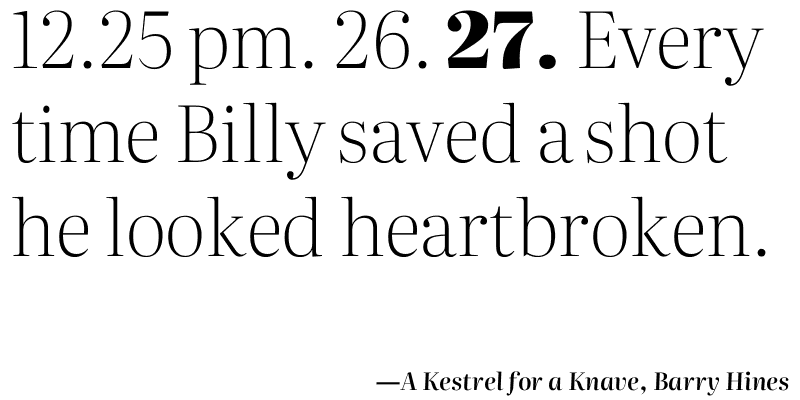 12.25 pm. 26. 27. Every
time Billy saved a shot
he looked heartbroken.
—A Kestrel for a Knave, Barry Hines